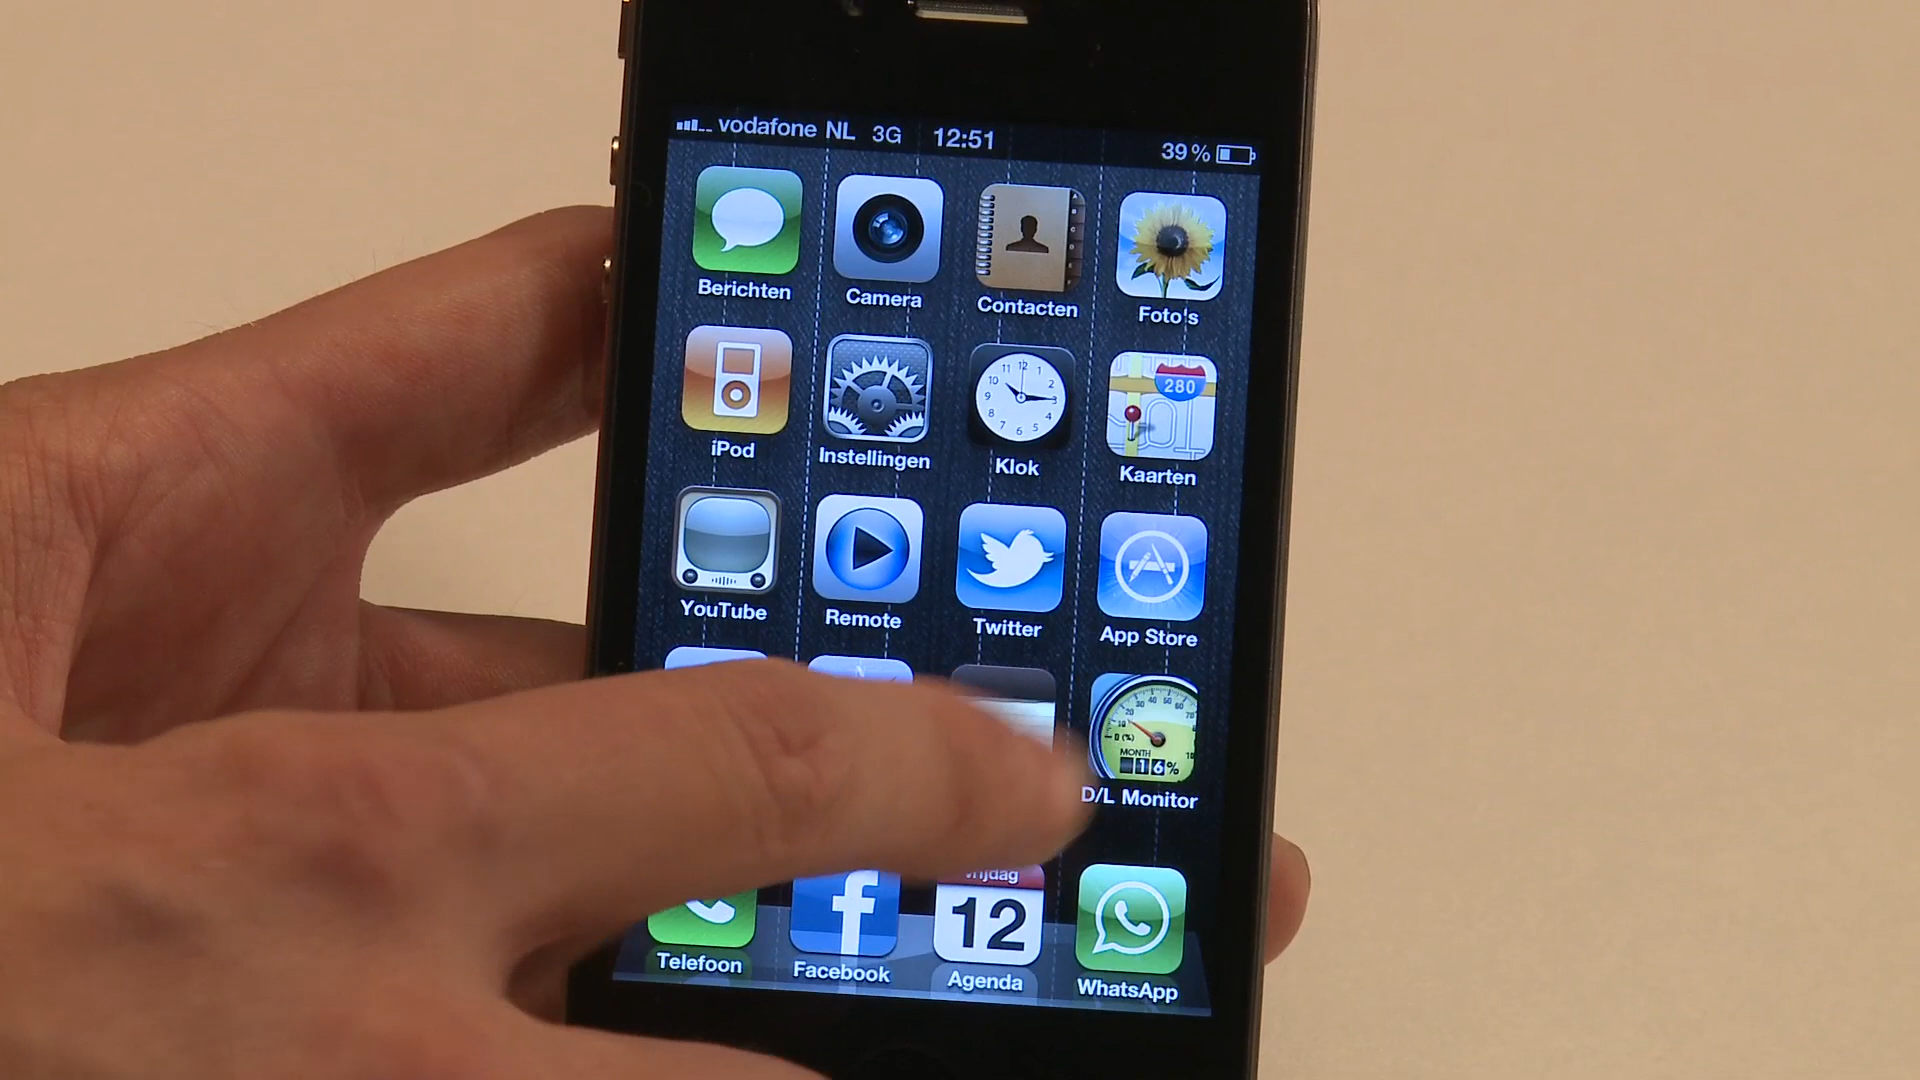 vodafone NL 3G 12:51 39%
Berichten Camera Contacten Foto's
280
iPod Instellingen Klok Kaarten
YouTube Remote Twitter App Store
MONTH
16%
D/L Monitor
vrijdag
12
Telefoon Facebook Agenda WhatsApp